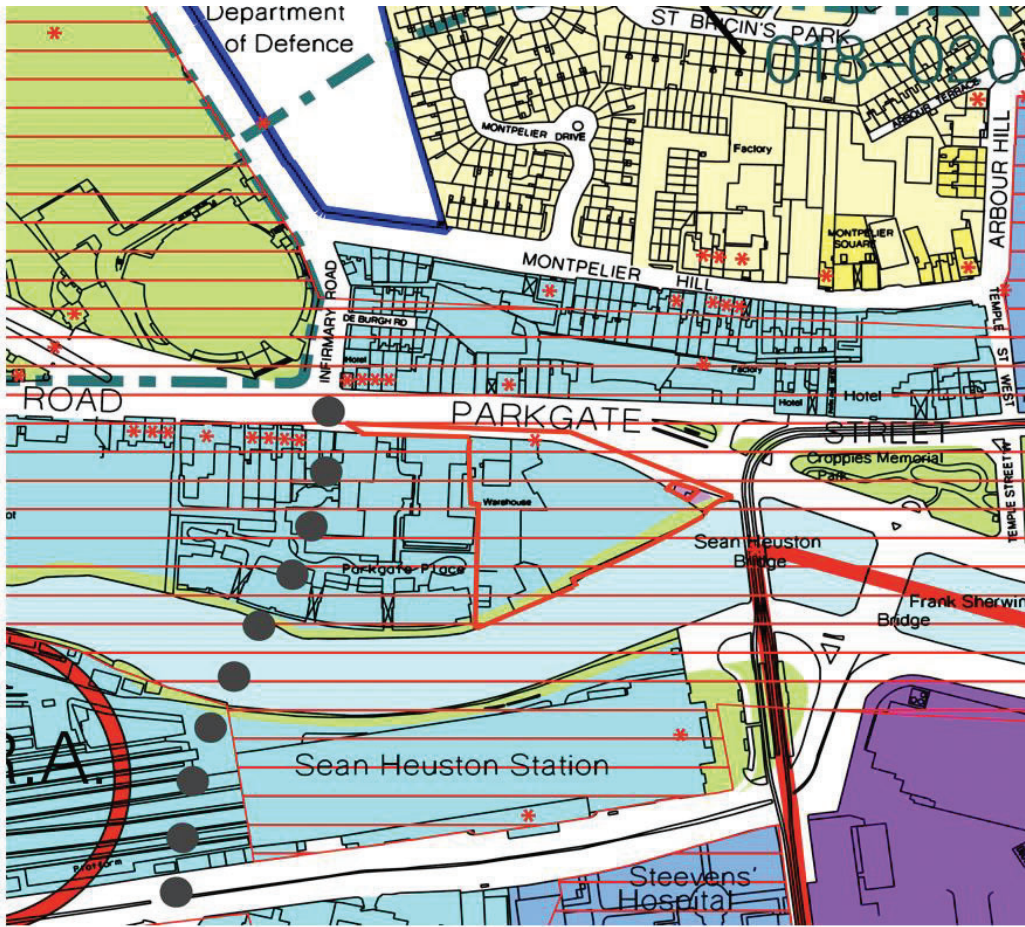 Department
of Defence
ST BRICIN'S PARK
018-020
ARBOUR TERRACE
MONTPELIER DRIVE
Factory
ARBOUR HILL
MONTPELIER
SQUARE
MONTPELIER
HILL
INFIRMARY ROAD
DE BURGH RD
TEMPLE ST WEST
Hotel
Factory
Hotel
Hotel
ROAD
PARKGATE
STREET
Croppies Memorial
Park
TEMPLE STREET W
Warehouse
Sean Heuston
Bridge
Parkgate Place
Frank Sherwin
Bridge
R.A.
Sean Heuston Station
Platform
Steevens'
Hospital